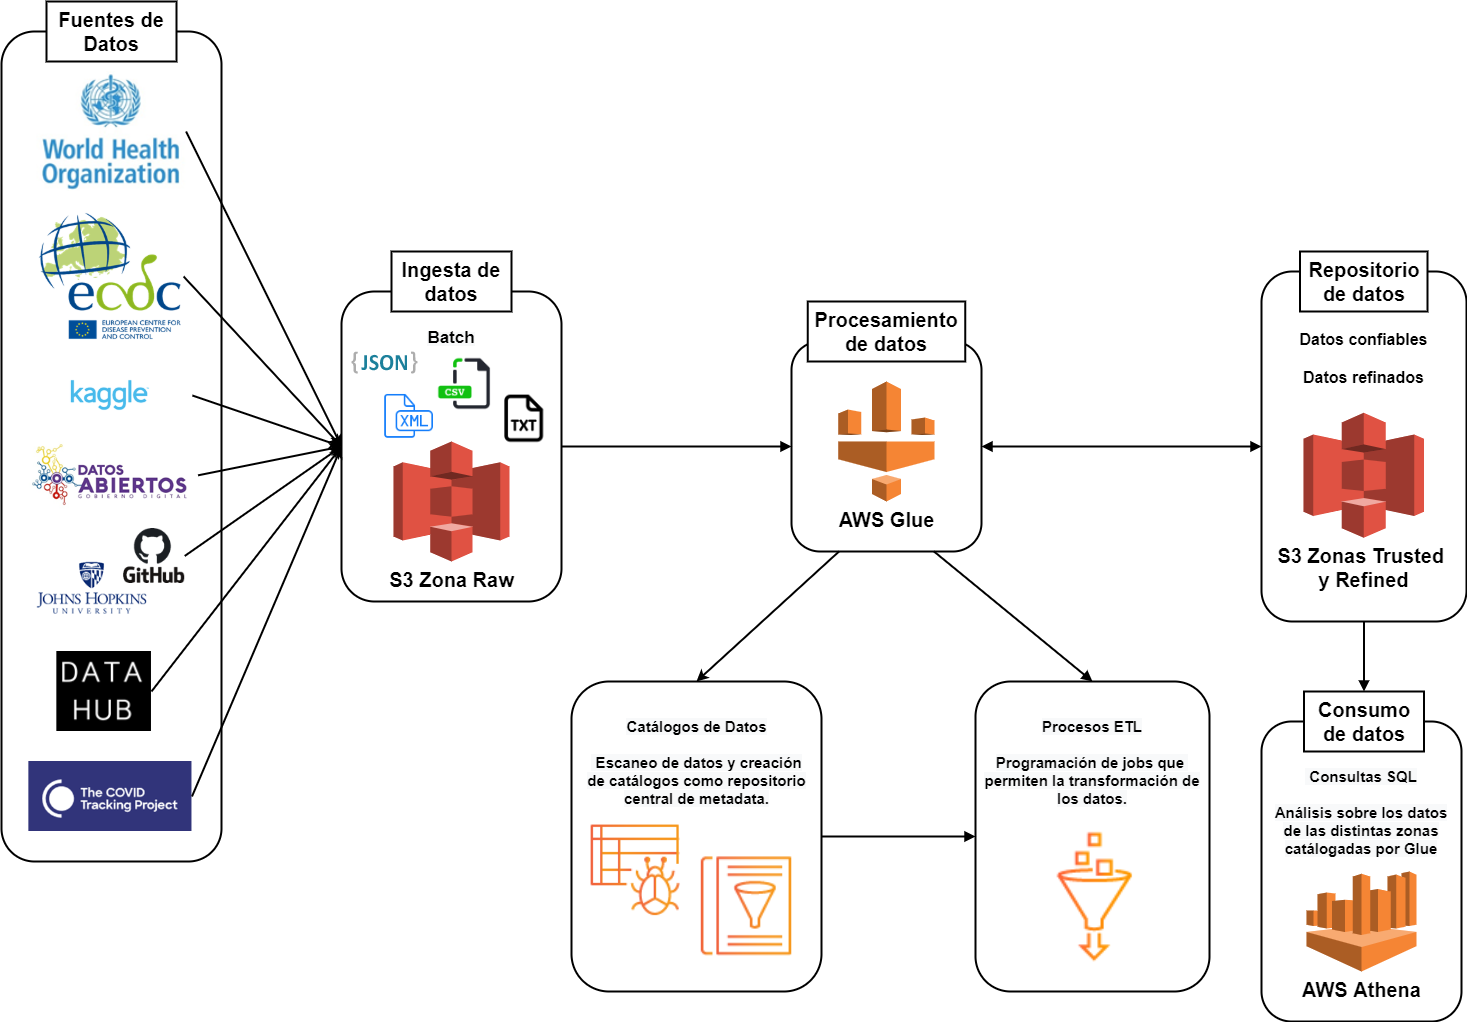 Fuentes de
Datos
World Health
Organization
ecdc
EUROPEAN CENTRE FOR
DISEASE PREVENTION
AND CONTROL
kaggle
DATOS
ABIERTOS
GOBIERNO DIGITAL
GitHub
JOHNS HOPKINS
UNIVERSITY
DATA
HUB
The COVID
Tracking Project
Ingesta de
datos
Batch
{JSON}
CSV
XML
TXT
S3 Zona Raw
Procesamiento
de datos
AWS Glue
Catálogos de Datos
Escaneo de datos y creación
de catálogos como repositorio
central de metadata.
Procesos ETL
Programación de jobs que
permiten la transformación de
los datos.
Repositorio
de datos
Datos confiables
Datos refinados
S3 Zonas Trusted
y Refined
Consumo
de datos
Consultas SQL
Análisis sobre los datos
de las distintas zonas
catálogadas por Glue
AWS Athena